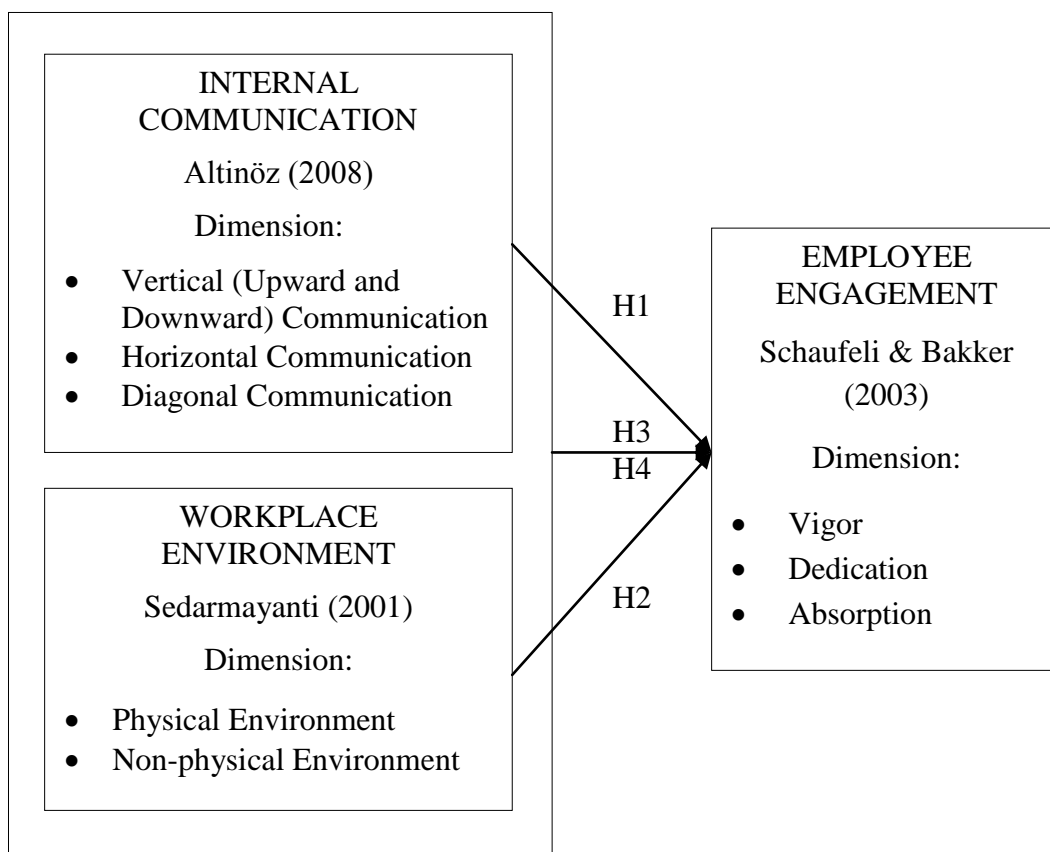 INTERNAL
COMMUNICATION
Altinöz (2008)
Dimension:
• Vertical (Upward and
Downward) Communication
• Horizontal Communication
• Diagonal Communication
WORKPLACE
ENVIRONMENT
Sedarmayanti (2001)
Dimension:
• Physical Environment
• Non-physical Environment
H1
H3
H4
H2
EMPLOYEE
ENGAGEMENT
Schaufeli & Bakker
(2003)
Dimension:
• Vigor
• Dedication
• Absorption